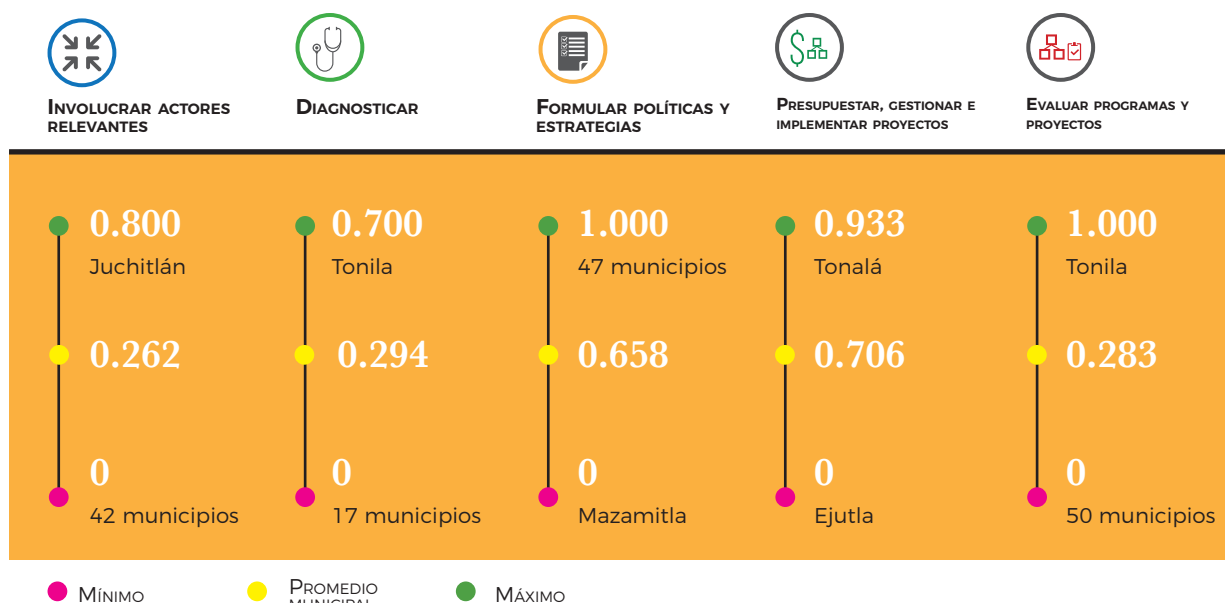 INVOLUCRAR ACTORES
RELEVANTES
DIAGNOSTICAR
FORMULAR POLÍTICAS Y
ESTRATEGIAS
PRESUPUESTAR, GESTIONAR E
IMPLEMENTAR PROYECTOS
EVALUAR PROGRAMAS Y
PROYECTOS
0.800
Juchitlán
0.262
0
42 municipios
0.700
Tonila
0.294
0
17 municipios
1.000
47 municipios
0.658
0
Mazamitla
0.933
Tonalá
0.706
0
Ejutla
1.000
Tonila
0.283
0
50 municipios
MÍNIMO
PROMEDIO
MUNICIPAL
MÁXIMO